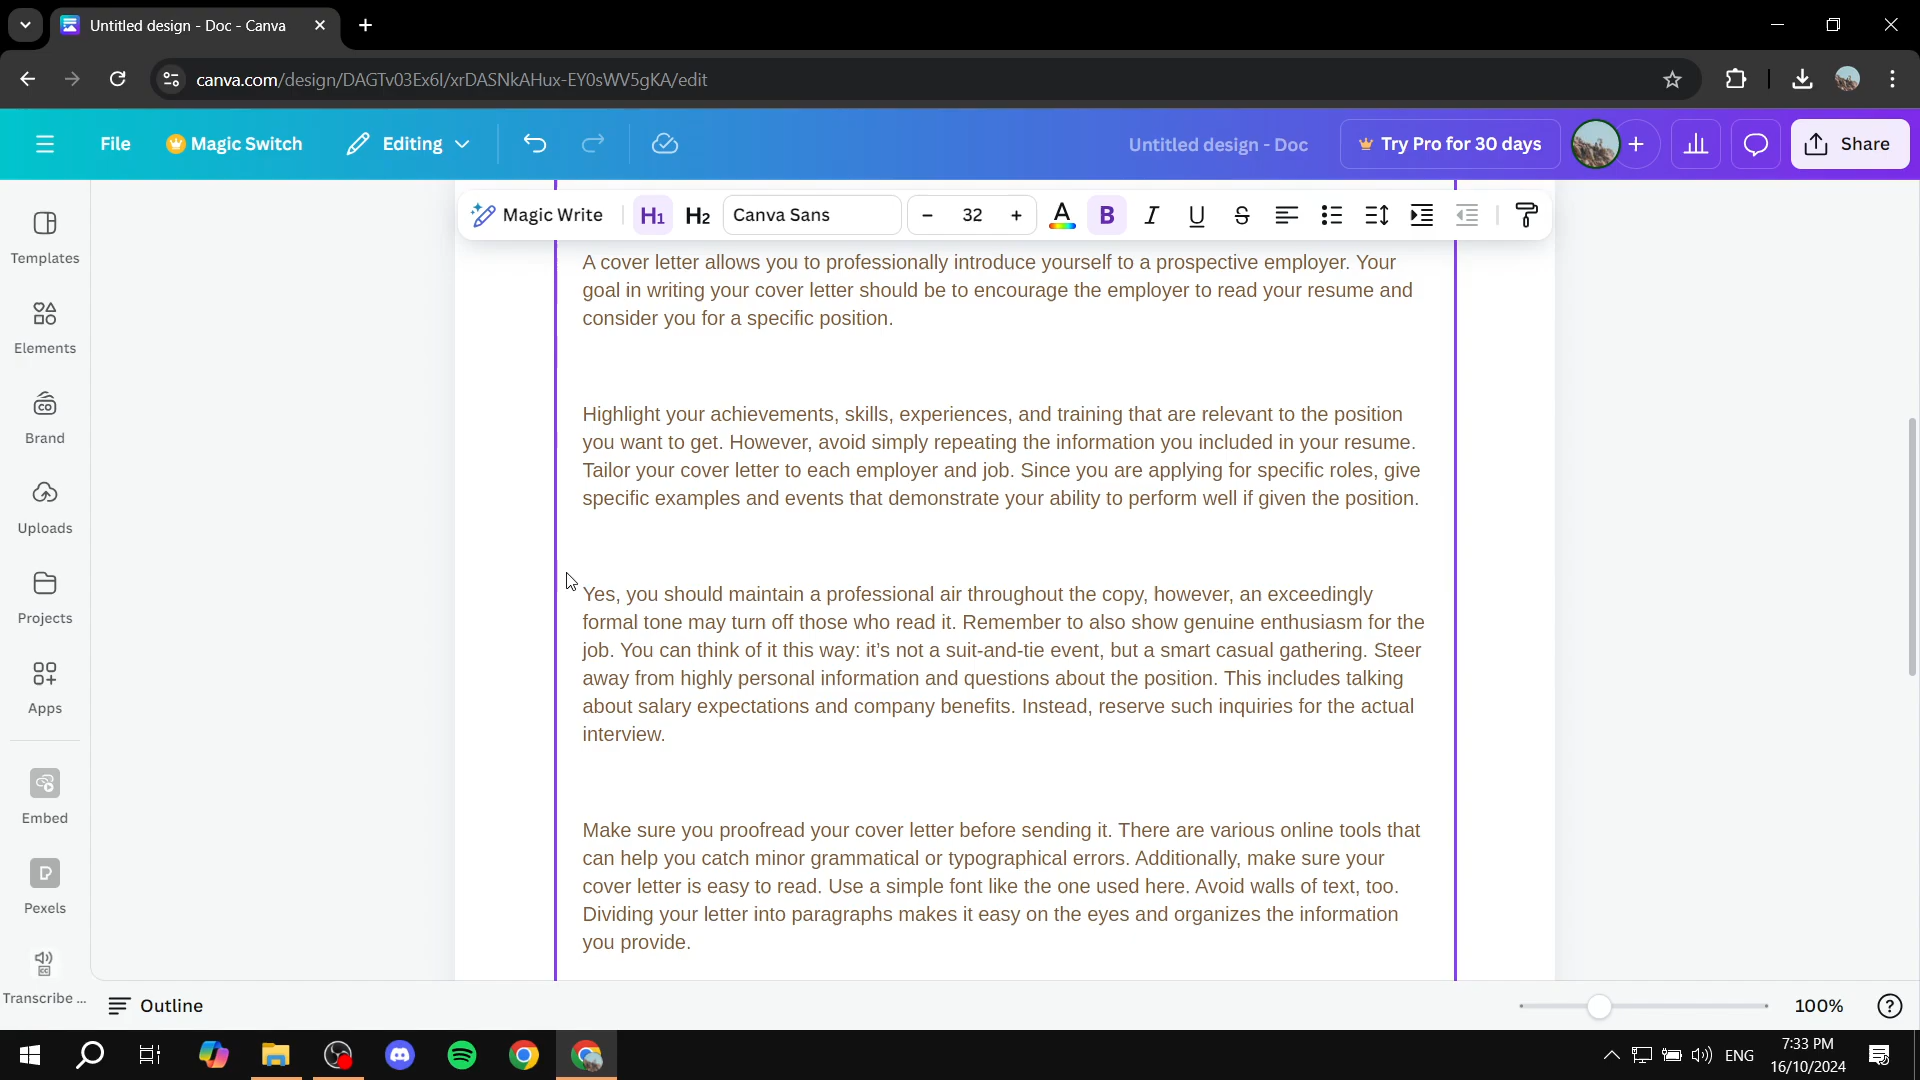 Untitled design - Doc - Canva
canva.com/design/DAGTv03Ex6I/xrDASNkAHux-EY0sWV5gKA/edit
File
Magic Switch
Editing
Untitled design - Doc
Try Pro for 30 days
Share
Magic Write
H1
H2
Canva Sans
- 32 +
A
B
I
U
S
Templates
Elements
Brand
Uploads
Projects
Apps
Embed
Pexels
Transcribe ...
A cover letter allows you to professionally introduce yourself to a prospective employer. Your
goal in writing your cover letter should be to encourage the employer to read your resume and
consider you for a specific position.
Highlight your achievements, skills, experiences, and training that are relevant to the position
you want to get. However, avoid simply repeating the information you included in your resume.
Tailor your cover letter to each employer and job. Since you are applying for specific roles, give
specific examples and events that demonstrate your ability to perform well if given the position.
Yes, you should maintain a professional air throughout the copy, however, an exceedingly
formal tone may turn off those who read it. Remember to also show genuine enthusiasm for the
job. You can think of it this way: it’s not a suit-and-tie event, but a smart casual gathering. Steer
away from highly personal information and questions about the position. This includes talking
about salary expectations and company benefits. Instead, reserve such inquiries for the actual
interview.
Make sure you proofread your cover letter before sending it. There are various online tools that
can help you catch minor grammatical or typographical errors. Additionally, make sure your
cover letter is easy to read. Use a simple font like the one used here. Avoid walls of text, too.
Dividing your letter into paragraphs makes it easy on the eyes and organizes the information
you provide.
Outline
100%
ENG
7:33 PM
16/10/2024